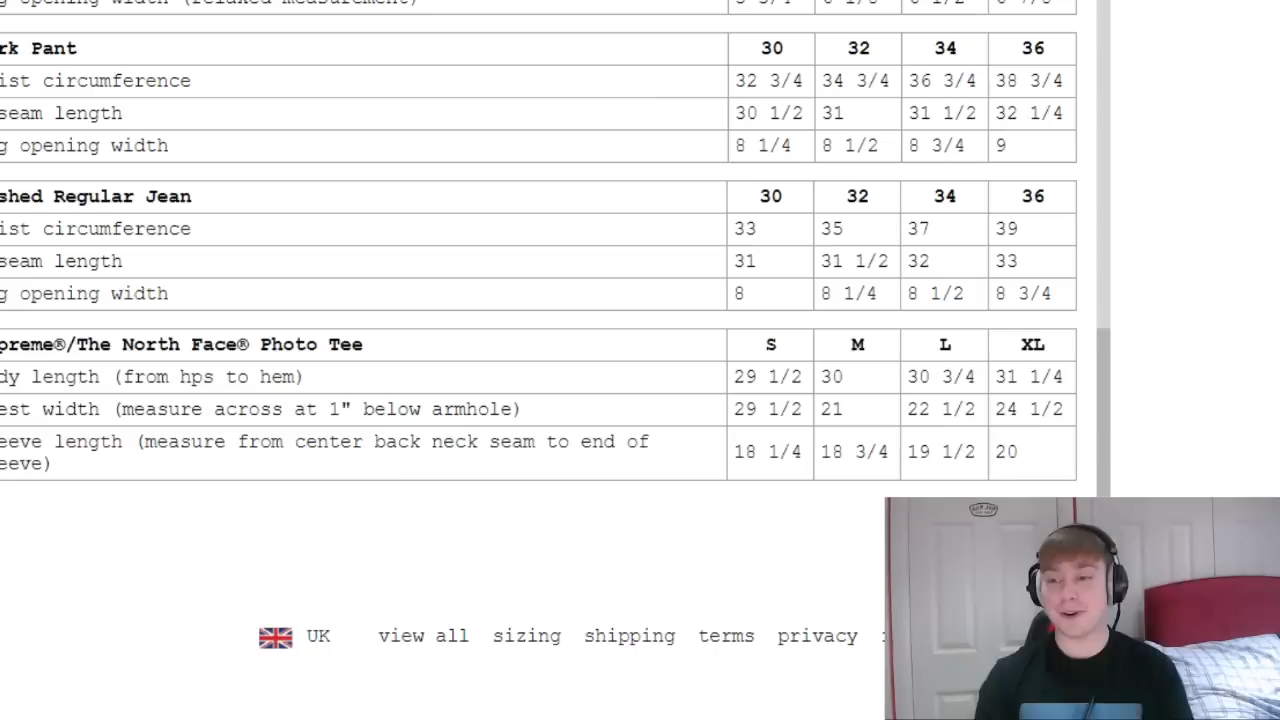 g opening width (relaxed measurement)
rk Pant 30 32 34 36
ist circumference 32 3/4 34 3/4 36 3/4 38 3/4
seam length 30 1/2 31 31 1/2 32 1/4
g opening width 8 1/4 8 1/2 8 3/4 9
shed Regular Jean 30 32 34 36
ist circumference 33 35 37 39
seam length 31 31 1/2 32 33
g opening width 8 8 1/4 8 1/2 8 3/4
preme®/The North Face® Photo Tee S M L XL
dy length (from hps to hem) 29 1/2 30 30 3/4 31 1/4
est width (measure across at 1" below armhole) 29 1/2 21 22 1/2 24 1/2
eeve length (measure from center back neck seam to end of
eeve) 18 1/4 18 3/4 19 1/2 20
UK view all sizing shipping terms privacy